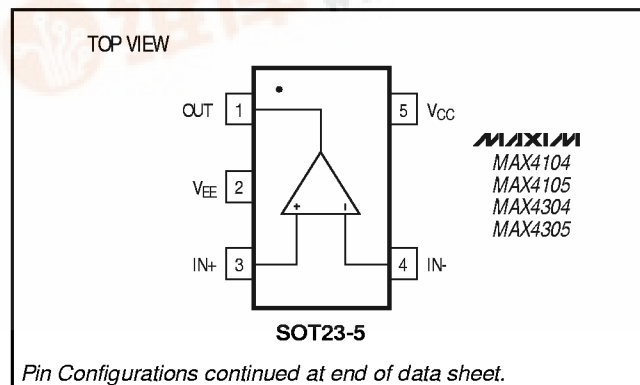 TOP VIEW
OUT 1
5 VCC
VEE 2
IN+ 3
4 IN-
+ -
MAXIM
MAX4104
MAX4105
MAX4304
MAX4305
SOT23-5
Pin Configurations continued at end of data sheet.